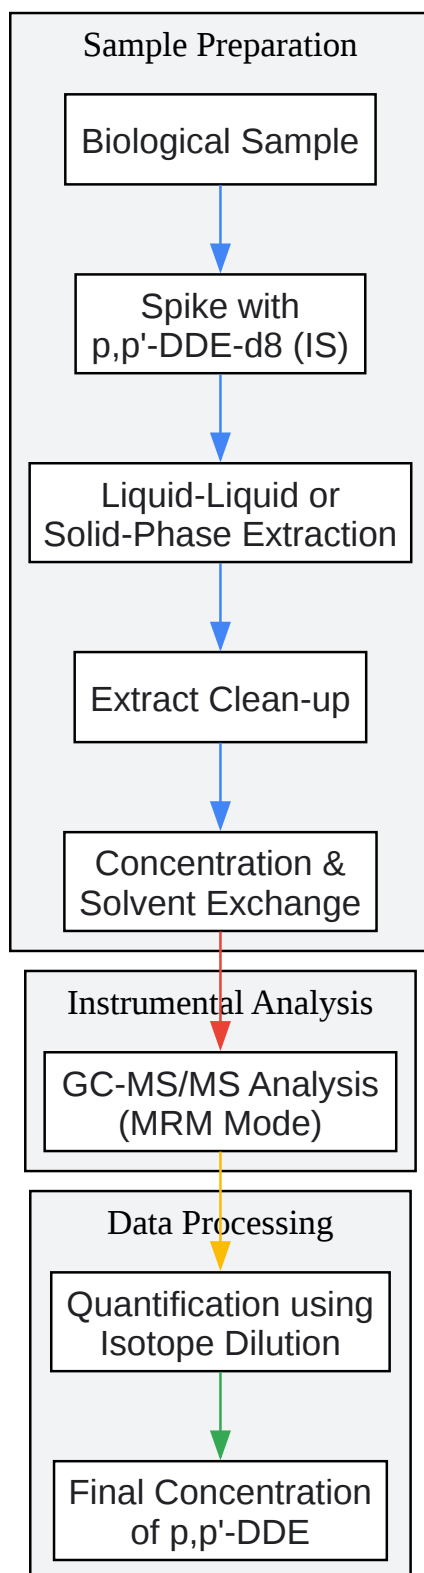 Sample Preparation
Biological Sample
Spike with
p,p'-DDE-d8 (IS)
Liquid-Liquid or
Solid-Phase Extraction
Extract Clean-up
Concentration &
Solvent Exchange
Instrumental Analysis
GC-MS/MS Analysis
(MRM Mode)
Data Processing
Quantification using
Isotope Dilution
Final Concentration
of p,p'-DDE